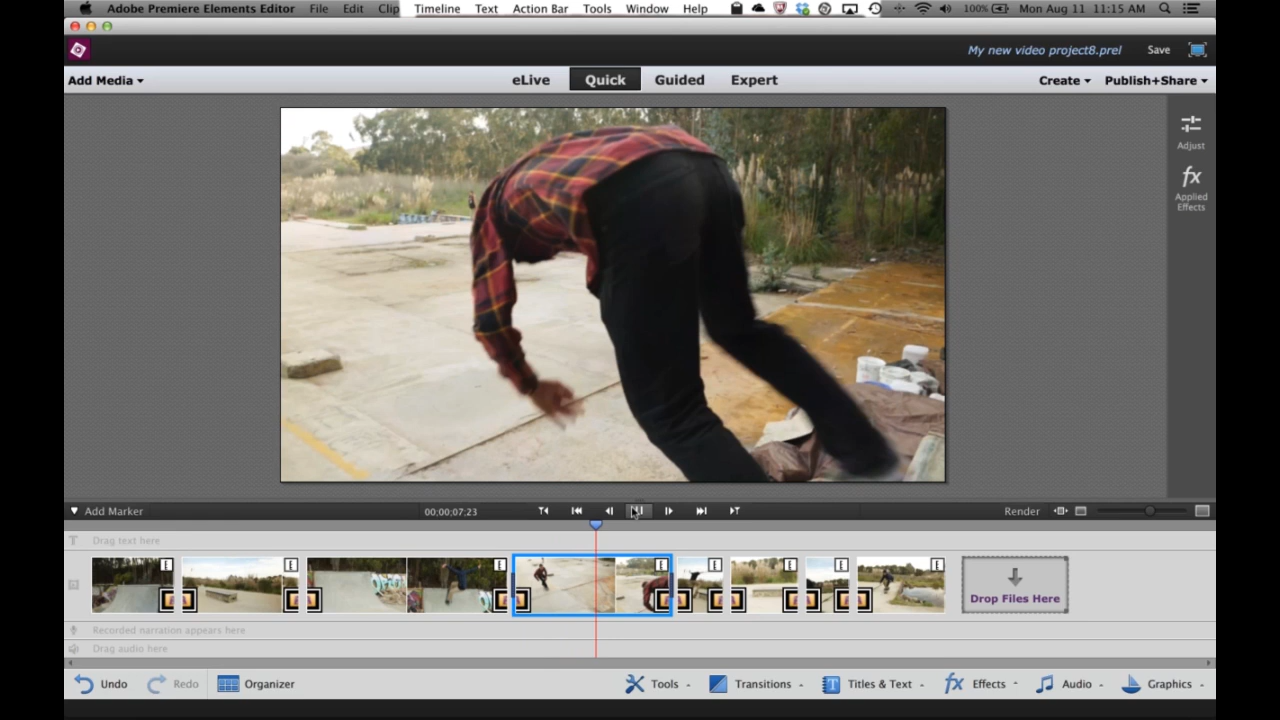 Adobe Premiere Elements Editor File Edit Clip Timeline Text Action Bar Tools Window Help 100% Mon Aug 11 11:15 AM
My new video project8.prel Save
Add Media eLive Quick Guided Expert Create Publish+Share
Adjust
fx
Applied
Effects
Add Marker 00;00;07;23 Render
T Drag text here
Drop Files Here
Recorded narration appears here
Drag audio here
Undo Redo Organizer Tools Transitions T Titles & Text fx Effects Audio Graphics